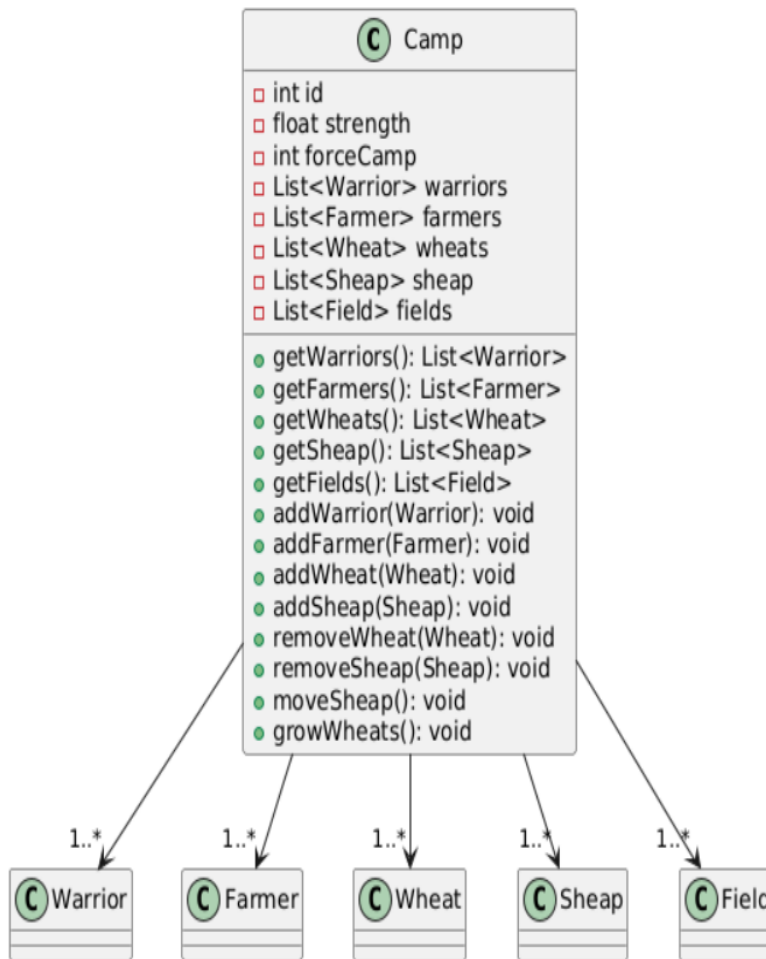 C Camp
int id
float strength
int forceCamp
List<Warrior> warriors
List<Farmer> farmers
List<Wheat> wheats
List<Sheap> sheap
List<Field> fields
getWarriors(): List<Warrior>
getFarmers(): List<Farmer>
getWheats(): List<Wheat>
getSheap(): List<Sheap>
getFields(): List<Field>
addWarrior(Warrior): void
addFarmer(Farmer): void
addWheat(Wheat): void
addSheap(Sheap): void
removeWheat(Wheat): void
removeSheap(Sheap): void
moveSheap(): void
growWheats(): void
1..* 1..* 1..* 1..* 1..*
C Warrior C Farmer C Wheat C Sheap C Field